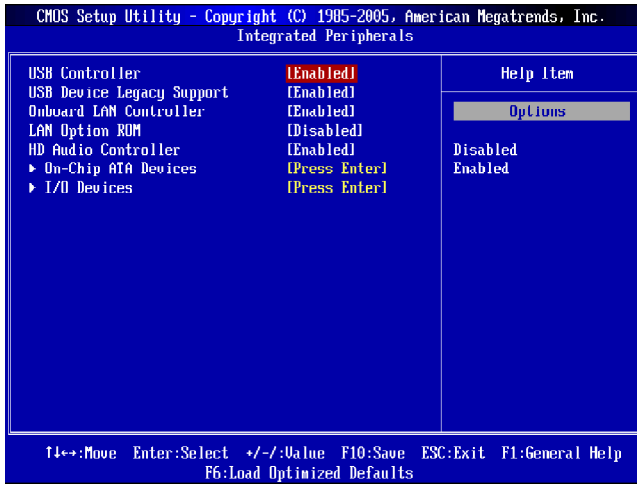 CMOS Setup Utility - Copyright (C) 1985-2005, American Megatrends, Inc.
Integrated Peripherals
USB Controller [Enabled]
USB Device Legacy Support [Enabled]
Onboard LAN Controller [Enabled]
LAN Option ROM [Disabled]
HD Audio Controller [Enabled]
▶ On-Chip ATA Devices [Press Enter]
▶ I/O Devices [Press Enter]
Help Item
Options
Disabled
Enabled
↑↓←→:Move Enter:Select +/-/:Value F10:Save ESC:Exit F1:General Help
F6:Load Optimized Defaults